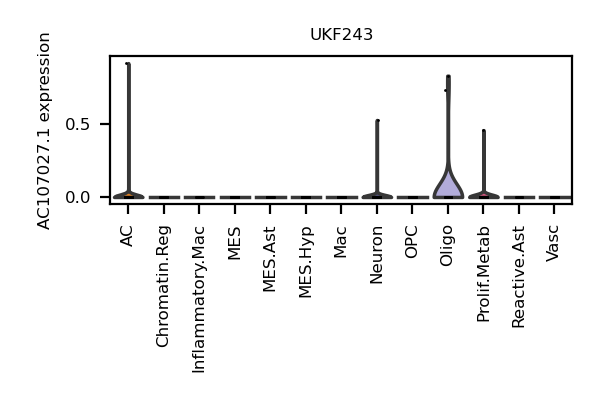 UKF243
AC107027.1 expression
0.5
0.0
AC
Chromatin.Reg
Inflammatory.Mac
MES
MES.Ast
MES.Hyp
Mac
Neuron
OPC
Oligo
Prolif.Metab
Reactive.Ast
Vasc